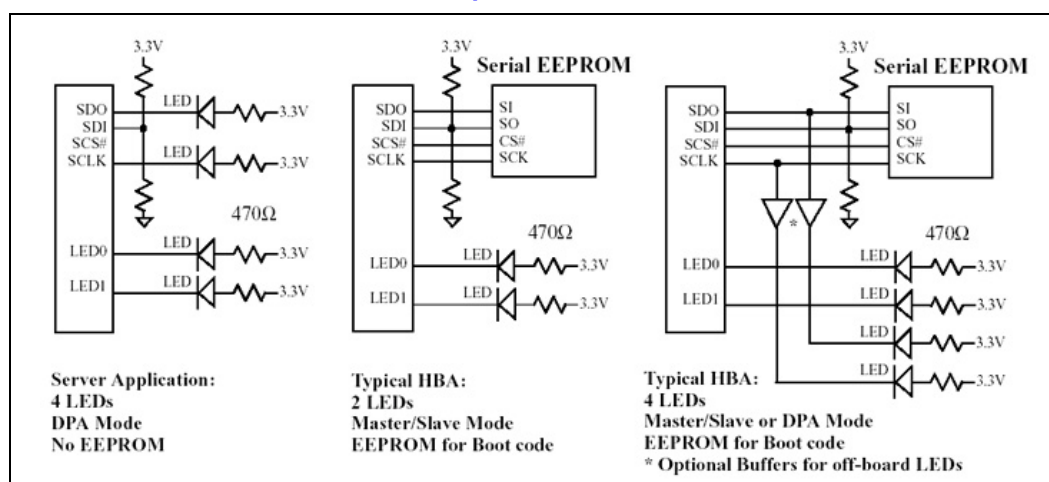 3.3V
SDO
SDI
SCS#
SCLK
LED
3.3V
LED
3.3V
470Ω
LED0
LED
3.3V
LED1
LED
3.3V
Server Application:
4 LEDs
DPA Mode
No EEPROM
3.3V
Serial EEPROM
SDO
SDI
SCS#
SCLK
SI
SO
CS#
SCK
470Ω
LED0
LED
3.3V
LED1
LED
3.3V
Typical HBA:
2 LEDs
Master/Slave Mode
EEPROM for Boot code
3.3V
Serial EEPROM
SDO
SDI
SCS#
SCLK
SI
SO
CS#
SCK
*
470Ω
LED0
LED
3.3V
LED1
LED
3.3V
LED
3.3V
LED
3.3V
Typical HBA:
4 LEDs
Master/Slave or DPA Mode
EEPROM for Boot code
* Optional Buffers for off-board LEDs